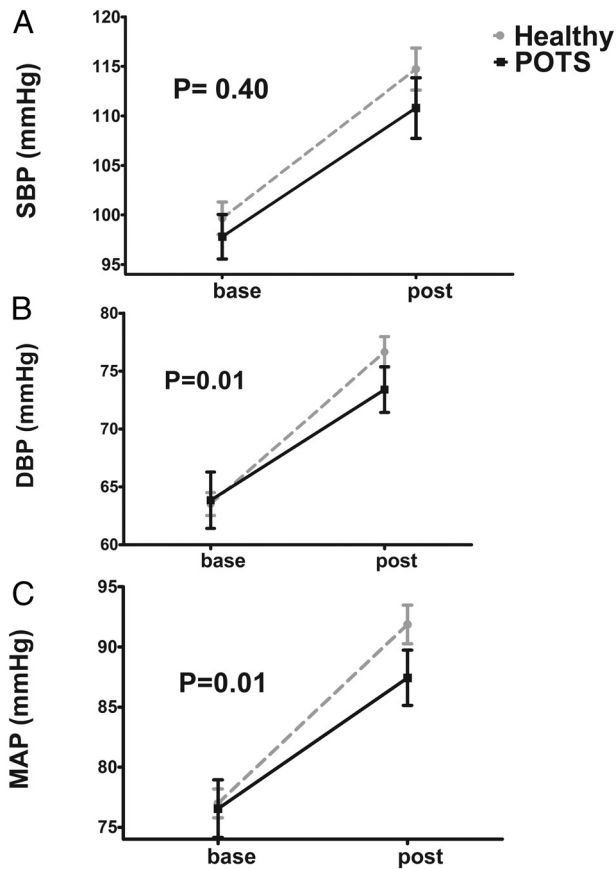 A
Healthy
POTS
SBP (mmHg)
120
115
110
105
100
95
P= 0.40
base
post
B
DBP (mmHg)
80
75
70
65
60
P=0.01
base
post
C
MAP (mmHg)
95
90
85
80
75
P=0.01
base
post